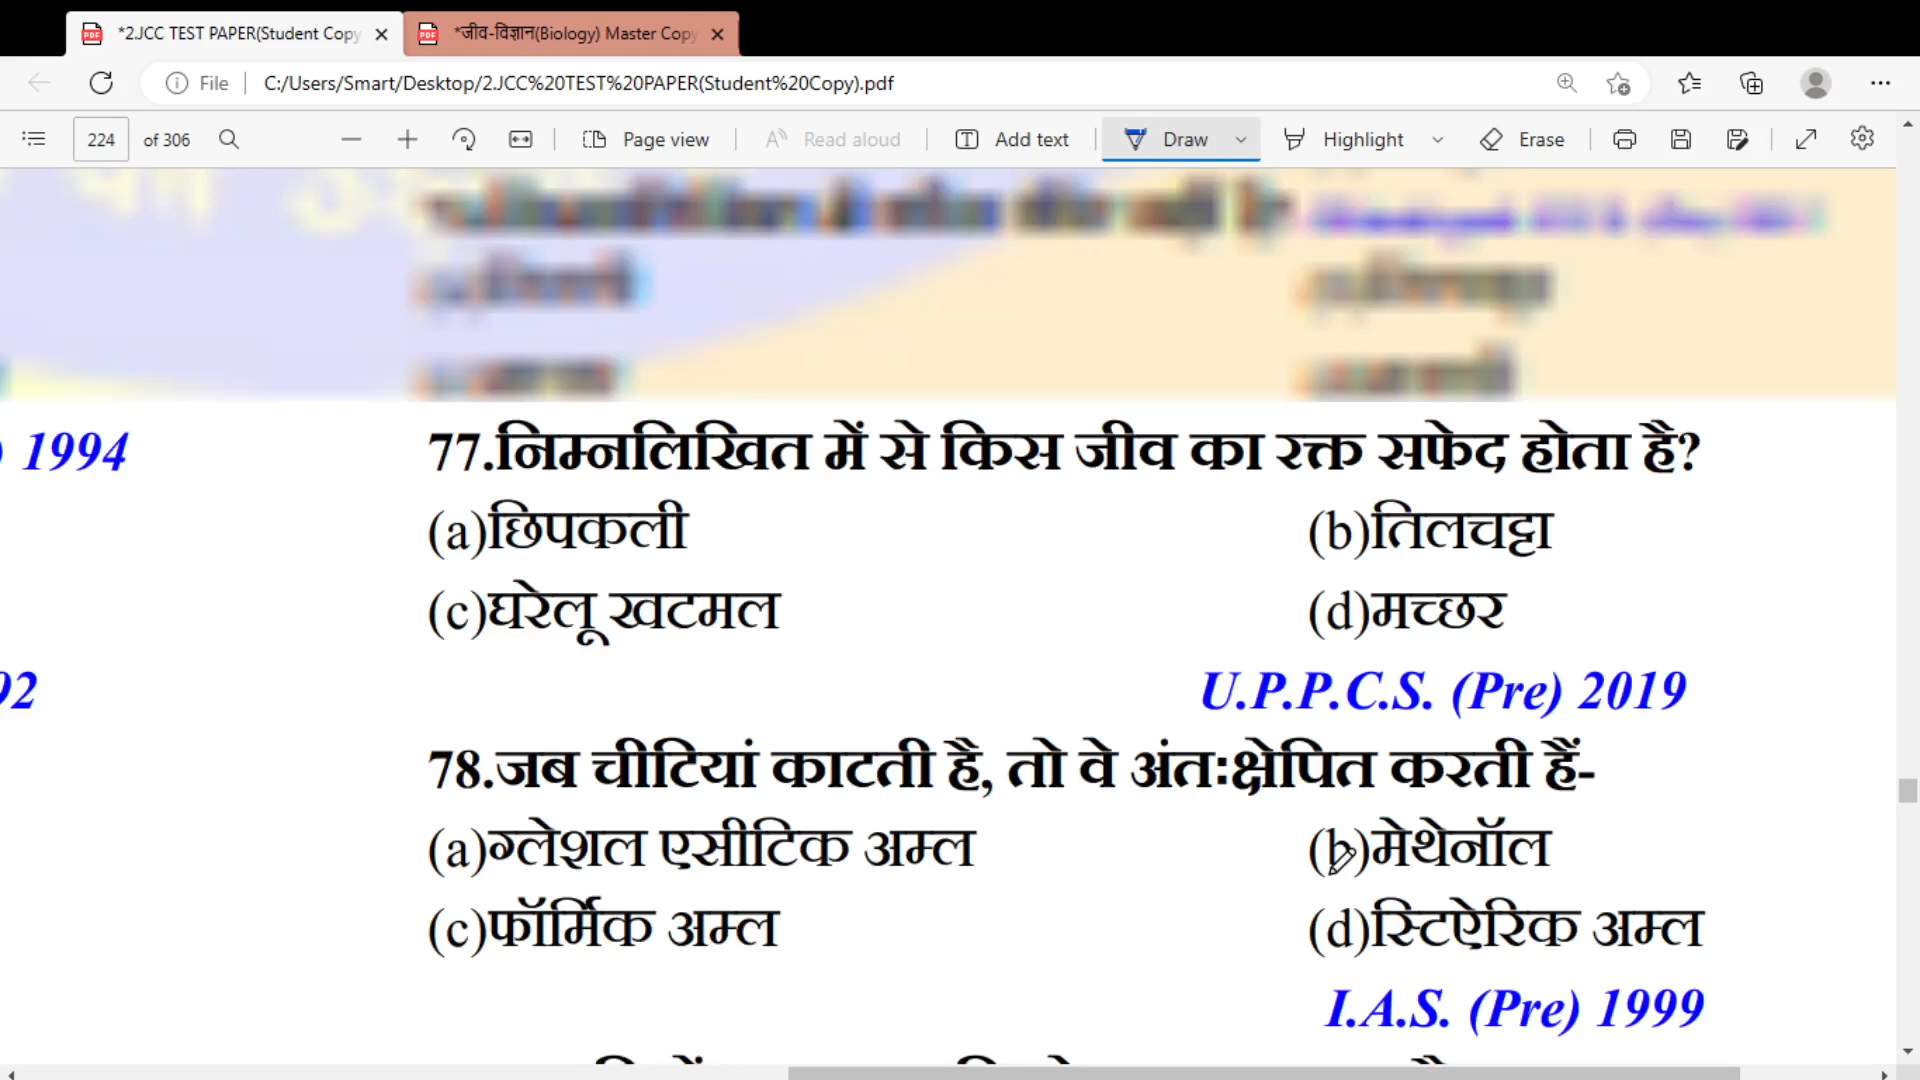 *2.JCC TEST PAPER(Student Copy
*जीव-विज्ञान(Biology) Master Copy
File
C:/Users/Smart/Desktop/2.JCC%20TEST%20PAPER(Student%20Copy).pdf
224 of 306
Page view
Read aloud
Add text
Draw
Highlight
Erase
) 1994
77.निम्नलिखित में से किस जीव का रक्त सफेद होता है?
(a)छिपकली (b)तिलचट्टा
(c)घरेलू खटमल (d)मच्छर
92
U.P.P.C.S. (Pre) 2019
78.जब चीटियां काटती है, तो वे अंतःक्षेपित करती हैं-
(a)ग्लेशल एसीटिक अम्ल (b)मेथेनॉल
(c)फॉर्मिक अम्ल (d)स्टिऐरिक अम्ल
I.A.S. (Pre) 1999